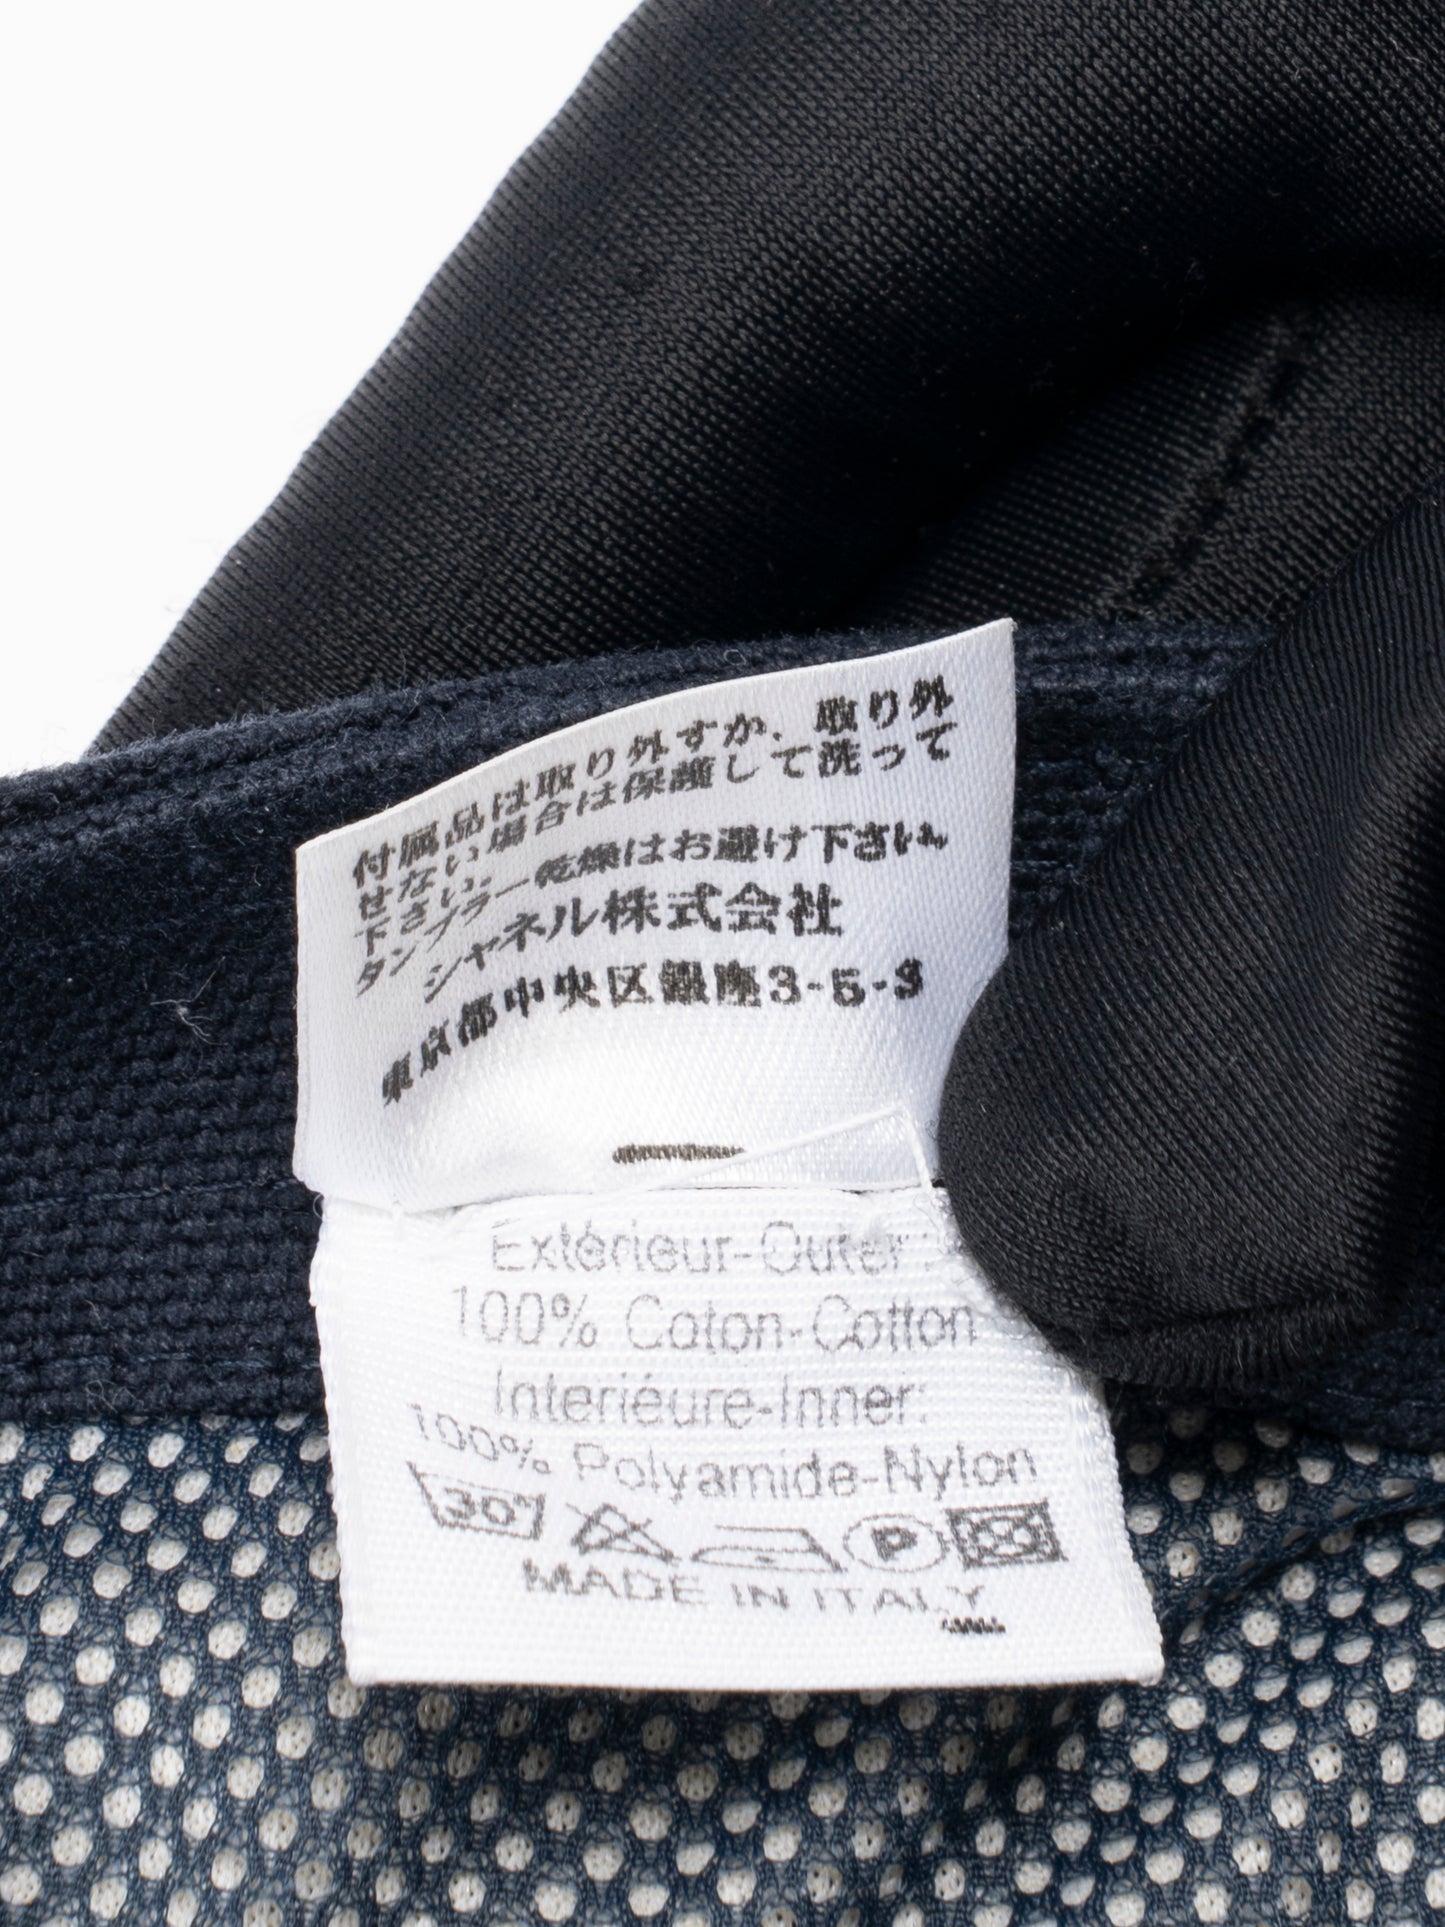 付属品は取り外すか、取り外
せない場合は保護して洗って
下さい。
タンブラー乾燥はお避け下さい。
シャネル株式会社
東京都中央区銀座3-5-3
Extérieur-Outer:
100% Coton-Cotton
Interiéure-Inner:
100% Polyamide-Nylon
30°
P
MADE IN ITALY